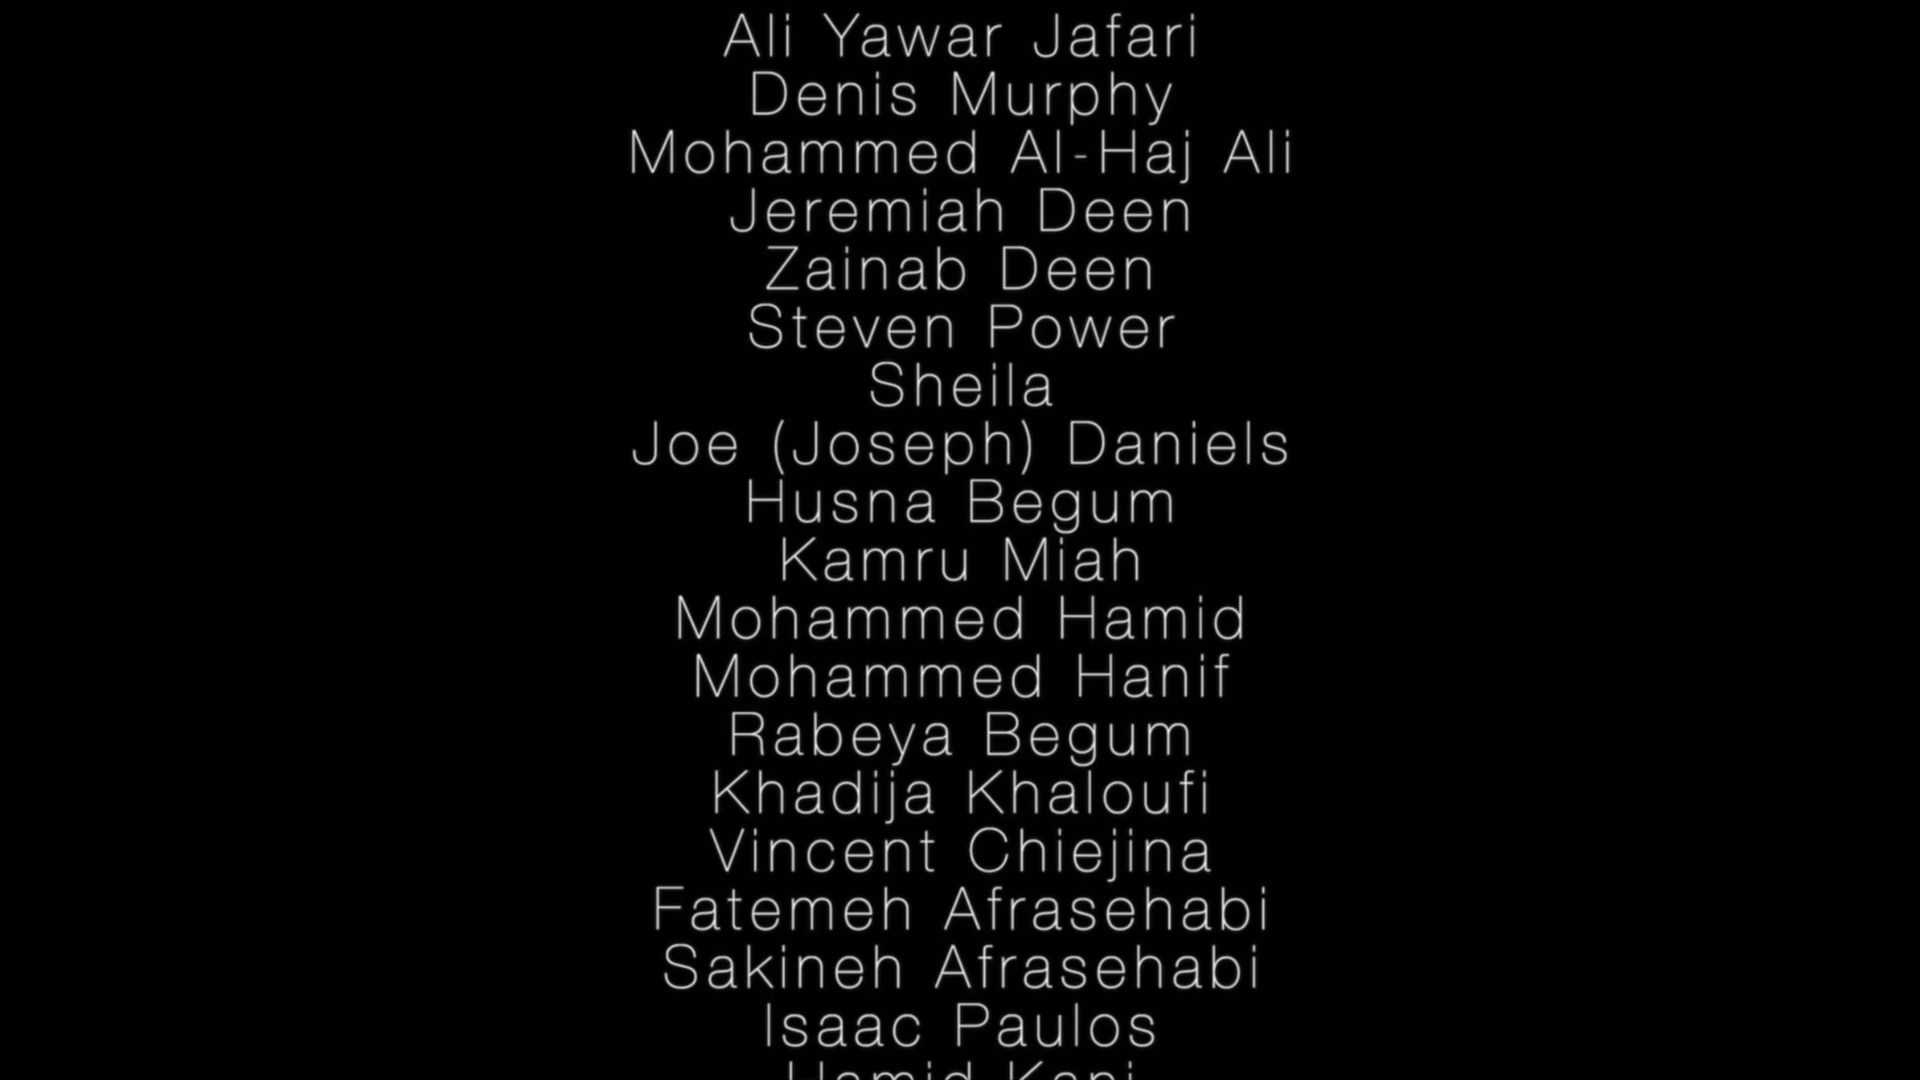 Ali Yawar Jafari
Denis Murphy
Mohammed Al-Haj Ali
Jeremiah Deen
Zainab Deen
Steven Power
Sheila
Joe (Joseph) Daniels
Husna Begum
Kamru Miah
Mohammed Hamid
Mohammed Hanif
Rabeya Begum
Khadija Khaloufi
Vincent Chiejina
Fatemeh Afrasehabi
Sakineh Afrasehabi
Isaac Paulos
Hamid Kani